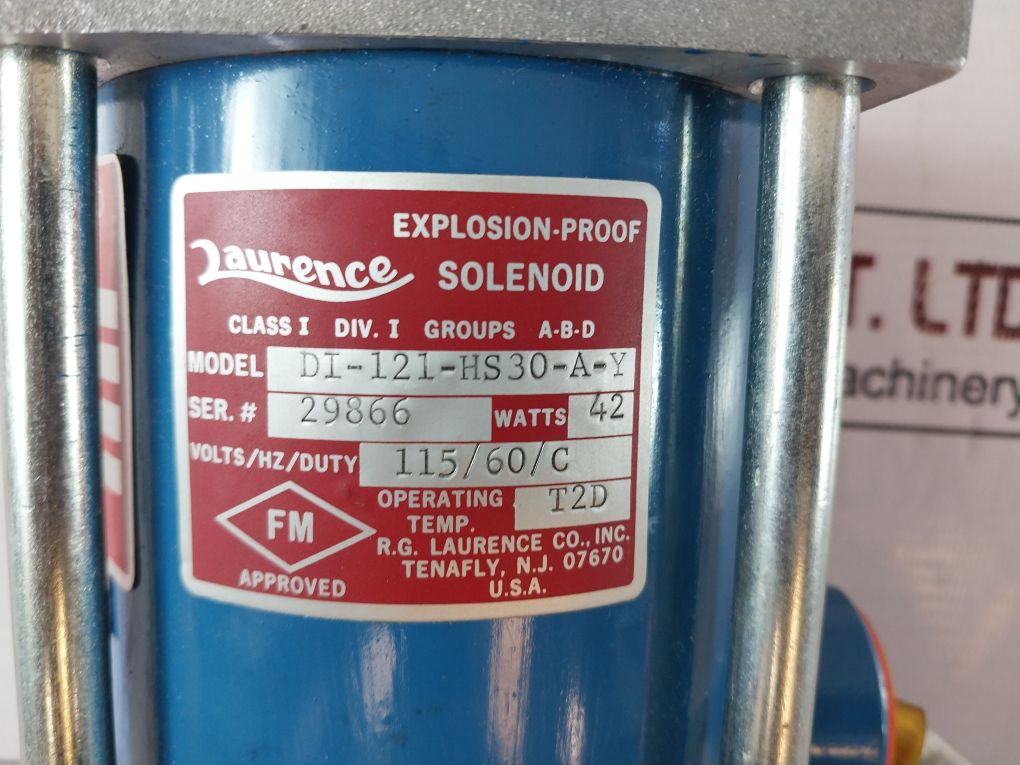 EXPLOSION-PROOF
Laurence SOLENOID
CLASS I DIV. I GROUPS A-B-D
MODEL DI-121-HS30-A-Y
SER. # 29866 WATTS 42
VOLTS/HZ/DUTY 115/60/C
OPERATING TEMP. T2D
FM
APPROVED
R.G. LAURENCE CO., INC.
TENAFLY, N.J. 07670
U.S.A.
T. LTD
achinery